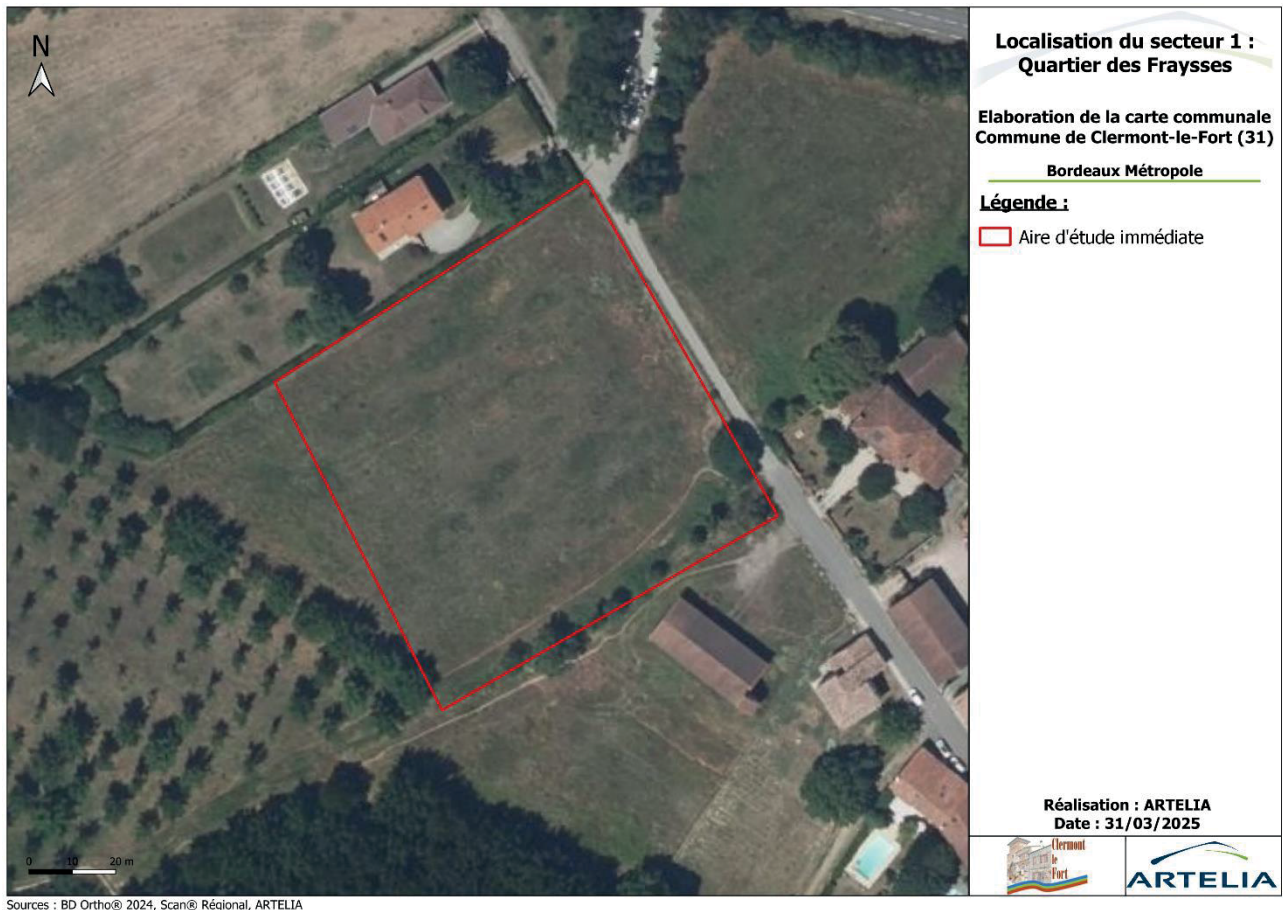 N
Localisation du secteur 1 :
Quartier des Fraysses
Elaboration de la carte communale
Commune de Clermont-le-Fort (31)
Bordeaux Métropole
Légende :
Aire d'étude immédiate
0 10 20 m
Réalisation : ARTELIA
Date : 31/03/2025
Clermont
le
Fort
ARTELIA
Sources : BD Ortho® 2024, Scan® Régional, ARTELIA